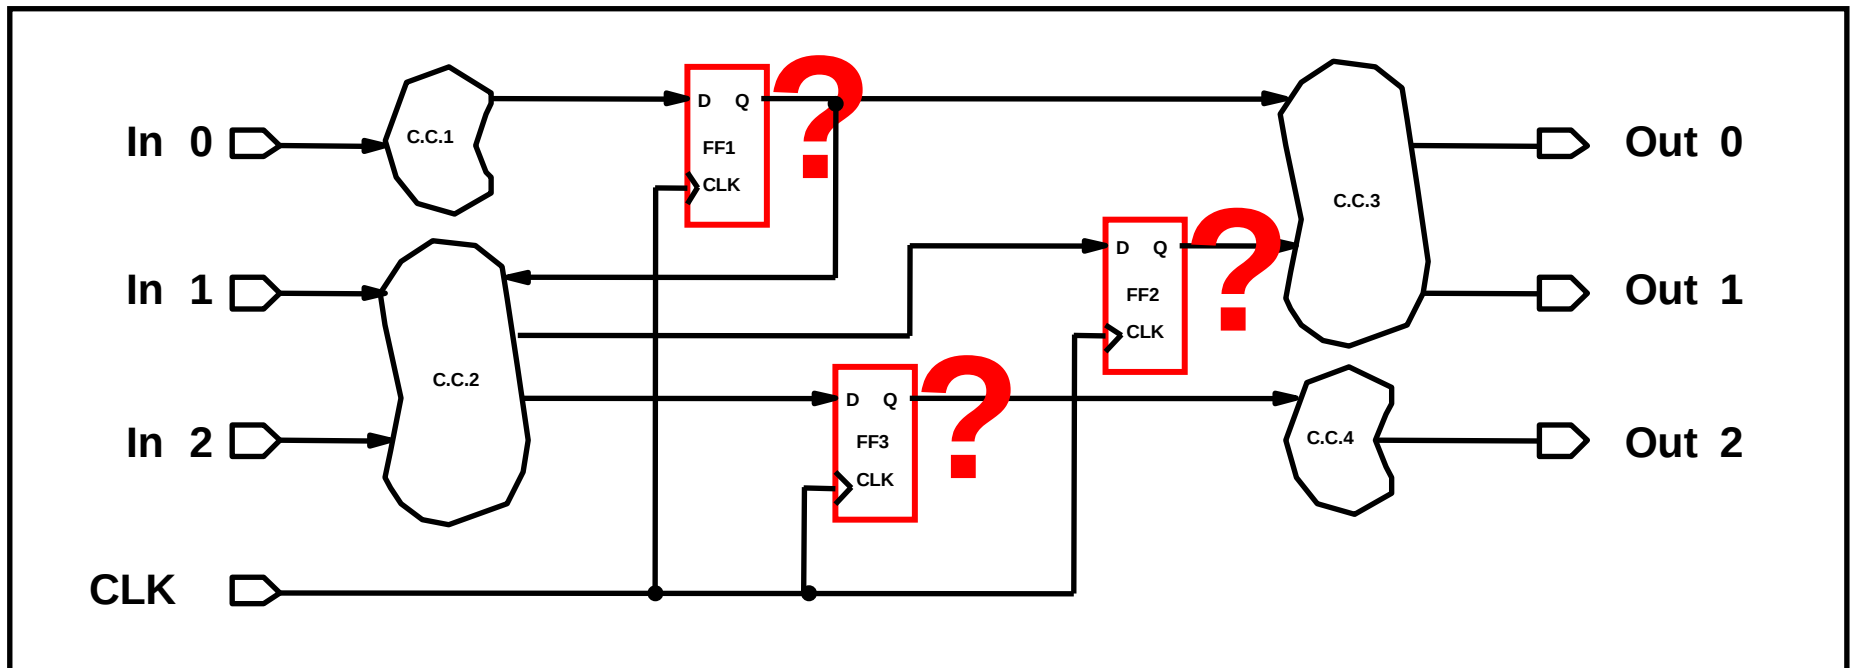 In 0
C.C.1
D Q
FF1
CLK
?
C.C.3
Out 0
In 1
C.C.2
D Q
FF2
CLK
?
Out 1
In 2
D Q
FF3
CLK
?
C.C.4
Out 2
CLK